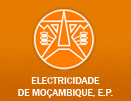 ELECTRICIDADE
DE MOÇAMBIQUE, E.P.